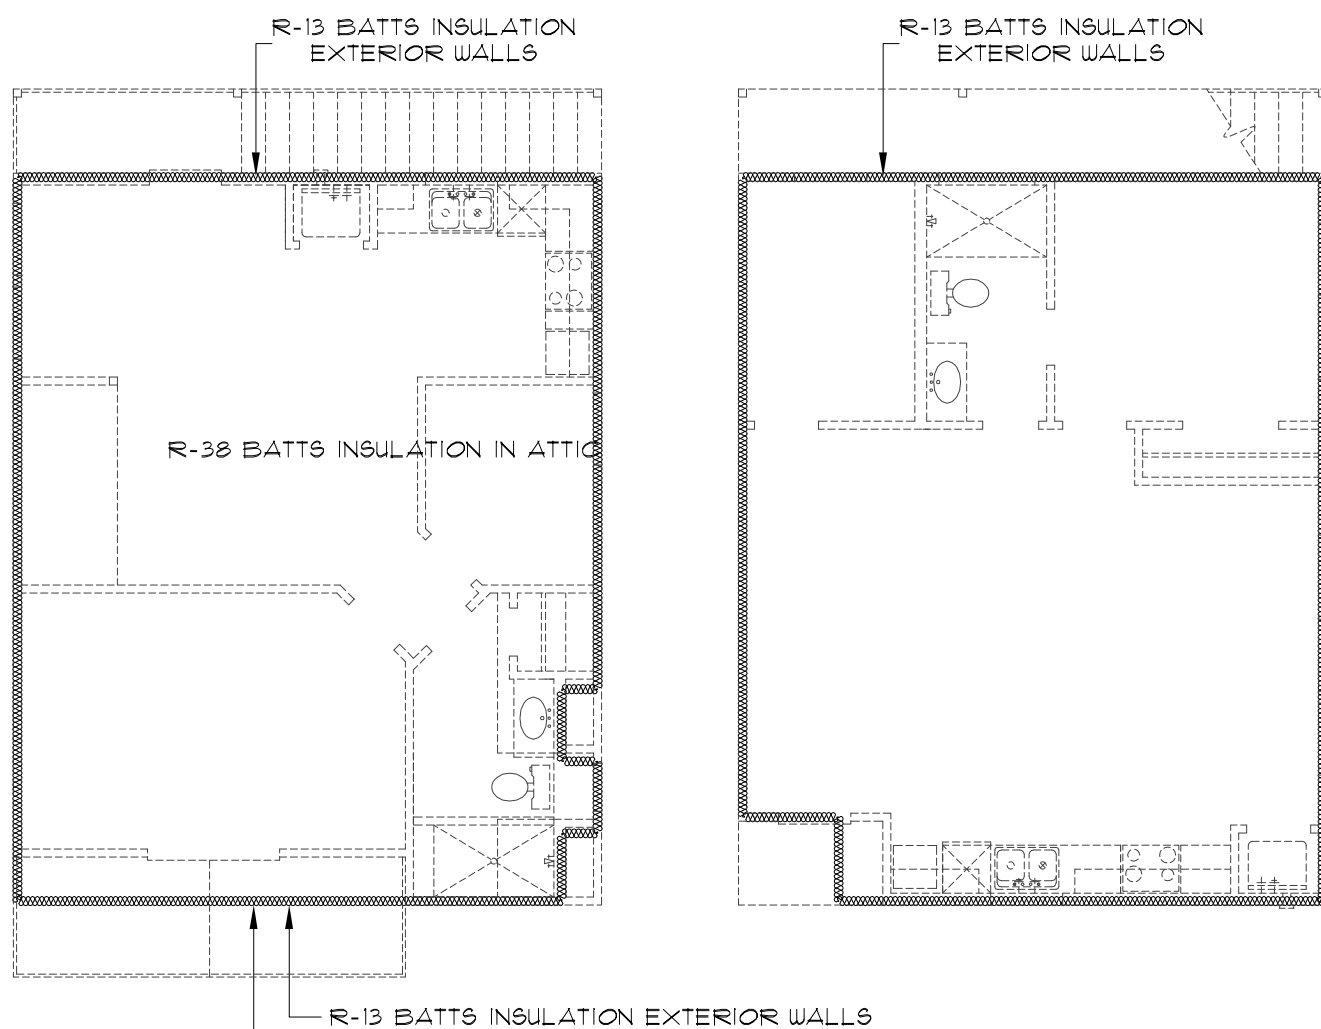 R-13 BATTS INSULATION
EXTERIOR WALLS
R-13 BATTS INSULATION
EXTERIOR WALLS
R-38 BATTS INSULATION IN ATTIC
R-13 BATTS INSULATION EXTERIOR WALLS